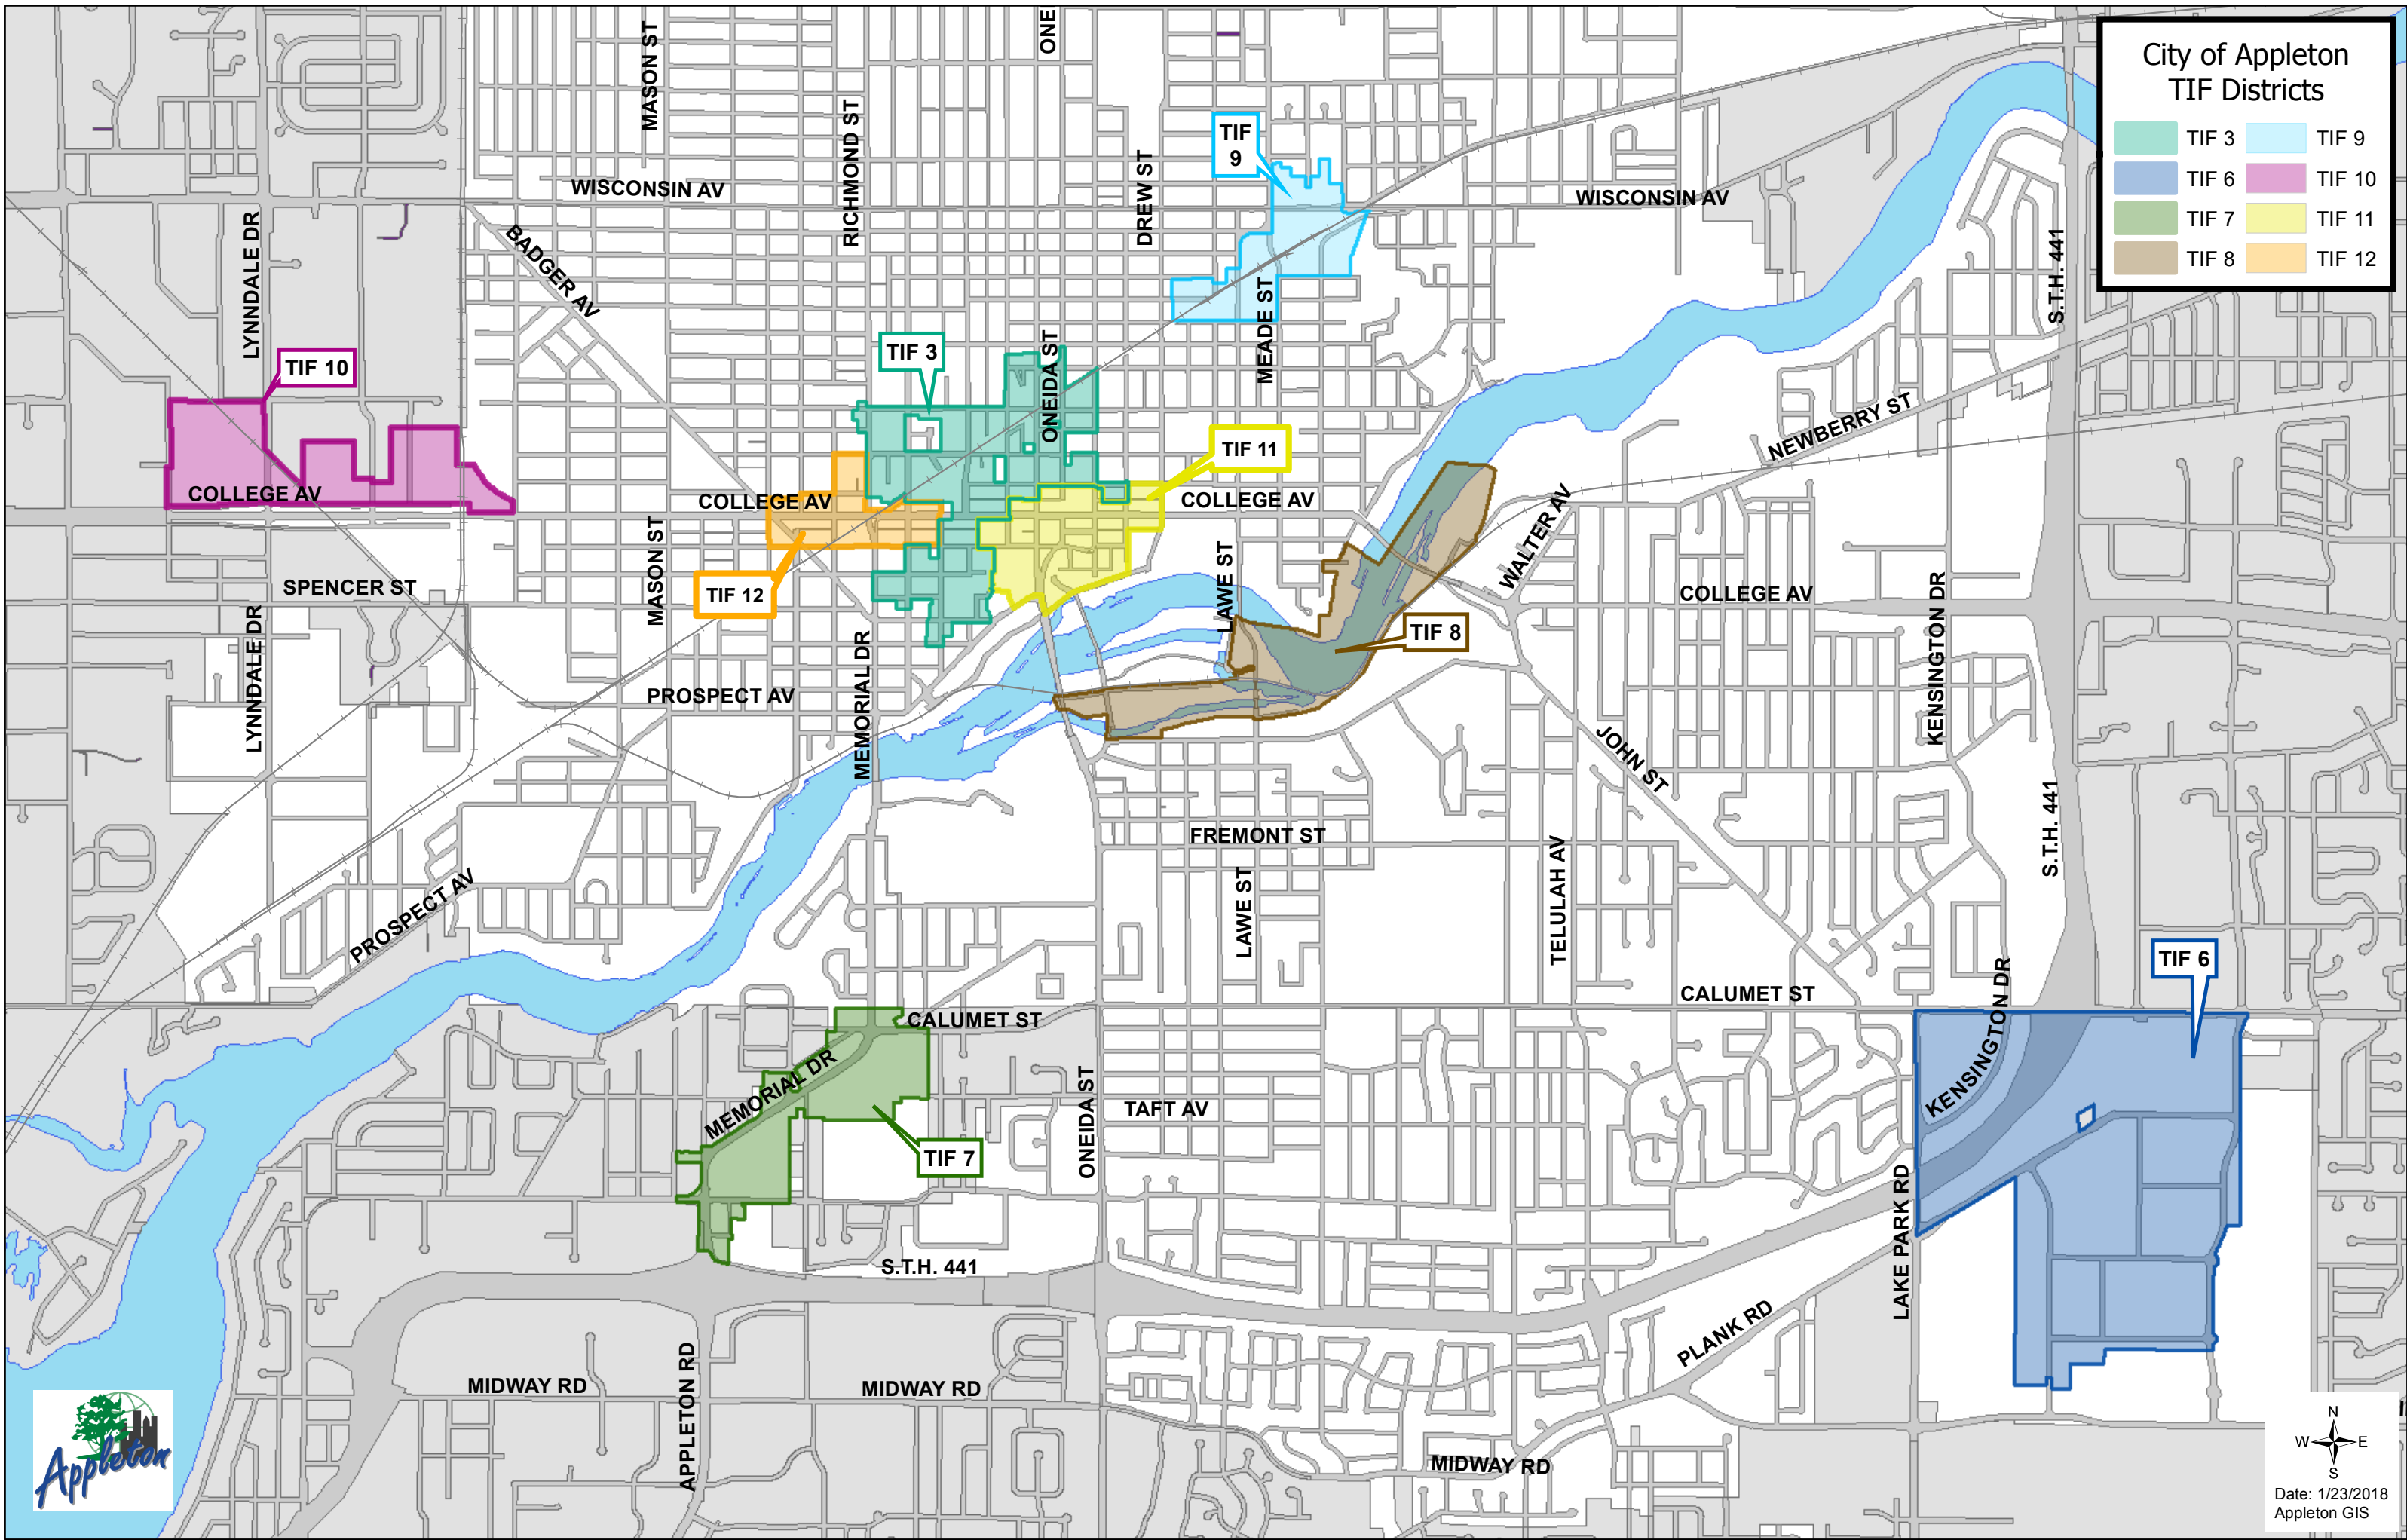 City of Appleton
TIF Districts
TIF 3
TIF 9
TIF 6
TIF 10
TIF 7
TIF 11
TIF 8
TIF 12
ONE
MASON ST
RICHMOND ST
TIF
9
DREW ST
WISCONSIN AV
WISCONSIN AV
LYNNDALE DR
BADGER AV
S.T.H. 441
MEADE ST
ONEIDA ST
TIF 3
TIF 10
NEWBERRY ST
TIF 11
COLLEGE AV
COLLEGE AV
COLLEGE AV
WALTER AV
MASON ST
LAWE ST
SPENCER ST
TIF 12
COLLEGE AV
KENSINGTON DR
TIF 8
LYNNDALE DR
MEMORIAL DR
PROSPECT AV
JOHN ST
S.T.H. 441
FREMONT ST
TELULAH AV
LAWE ST
PROSPECT AV
TIF 6
CALUMET ST
KENSINGTON DR
CALUMET ST
MEMORIAL DR
ONEIDA ST
TAFT AV
TIF 7
LAKE PARK RD
S.T.H. 441
PLANK RD
APPLETON RD
MIDWAY RD
MIDWAY RD
MIDWAY RD
Appleton
N
W E
S
Date: 1/23/2018
Appleton GIS